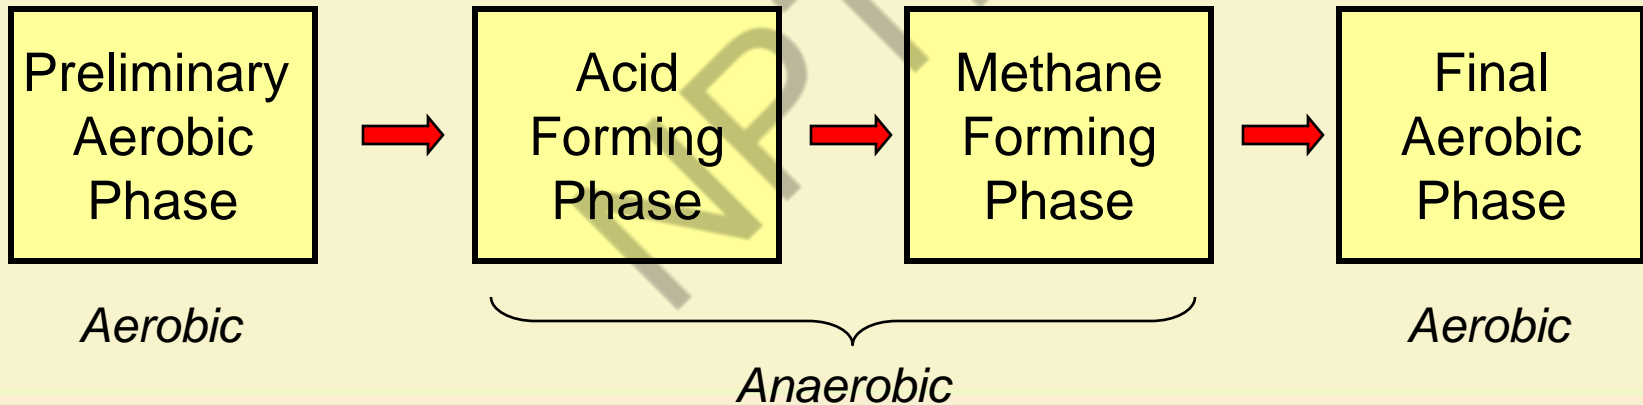 Preliminary
Aerobic
Phase
Acid
Forming
Phase
Methane
Forming
Phase
Final
Aerobic
Phase
Aerobic
Anaerobic
Aerobic